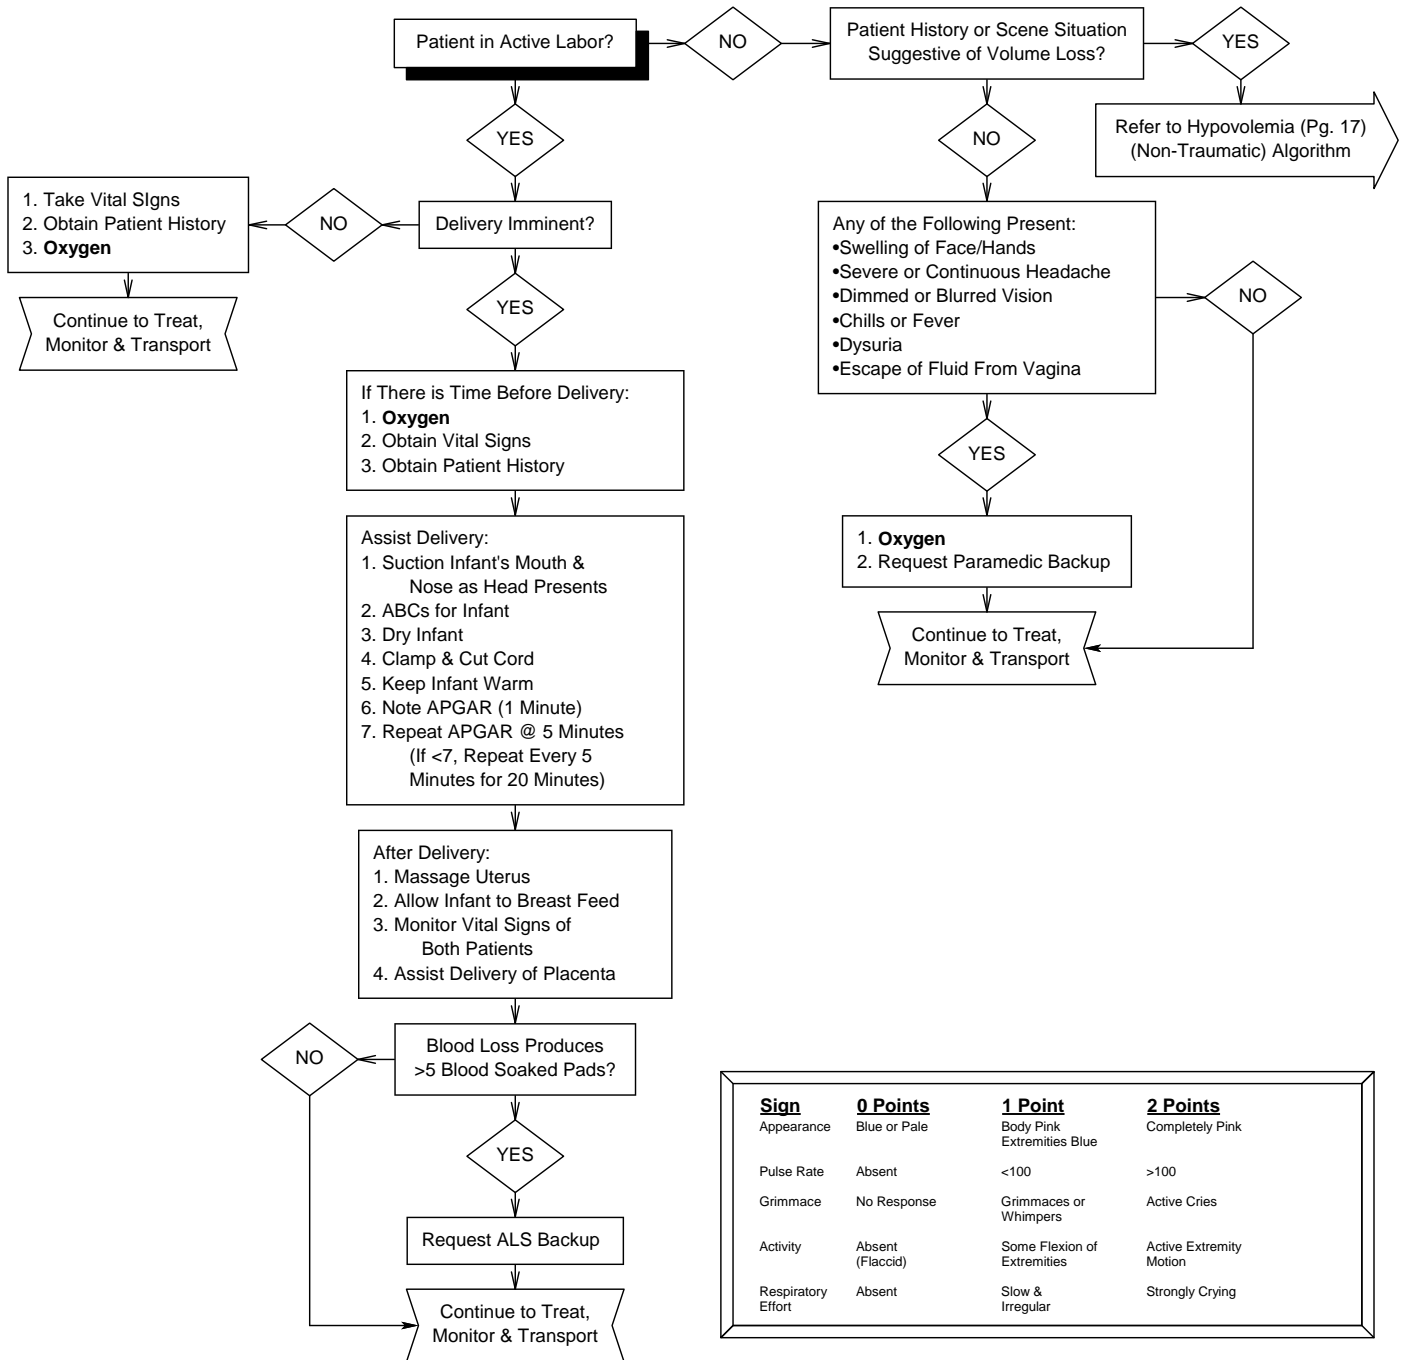 Patient in Active Labor?
NO
Patient History or Scene Situation
Suggestive of Volume Loss?
YES
Refer to Hypovolemia (Pg. 17)
(Non-Traumatic) Algorithm
YES
NO
1. Take Vital SIgns
2. Obtain Patient History
3. Oxygen
NO
Delivery Imminent?
Continue to Treat,
Monitor & Transport
YES
Any of the Following Present:
•Swelling of Face/Hands
•Severe or Continuous Headache
•Dimmed or Blurred Vision
•Chills or Fever
•Dysuria
•Escape of Fluid From Vagina
NO
YES
1. Oxygen
2. Request Paramedic Backup
Continue to Treat,
Monitor & Transport
If There is Time Before Delivery:
1. Oxygen
2. Obtain Vital Signs
3. Obtain Patient History
Assist Delivery:
1. Suction Infant's Mouth &
Nose as Head Presents
2. ABCs for Infant
3. Dry Infant
4. Clamp & Cut Cord
5. Keep Infant Warm
6. Note APGAR (1 Minute)
7. Repeat APGAR @ 5 Minutes
(If <7, Repeat Every 5
Minutes for 20 Minutes)
After Delivery:
1. Massage Uterus
2. Allow Infant to Breast Feed
3. Monitor Vital Signs of
Both Patients
4. Assist Delivery of Placenta
NO
Blood Loss Produces
>5 Blood Soaked Pads?
YES
Request ALS Backup
Continue to Treat,
Monitor & Transport
Sign 0 Points 1 Point 2 Points
Appearance Blue or Pale Body Pink Completely Pink
Extremities Blue
Pulse Rate Absent <100 >100
Grimmace No Response Grimmaces or Active Cries
Whimpers
Activity Absent Some Flexion of Active Extremity
(Flaccid) Extremities Motion
Respiratory Absent Slow & Strongly Crying
Effort Irregular